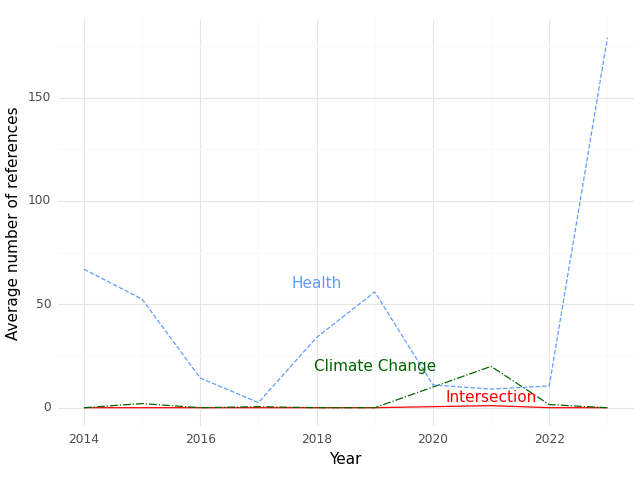 Average number of references
150
100
50
0
Health
Climate Change
Intersection
2014
2016
2018
2020
2022
Year